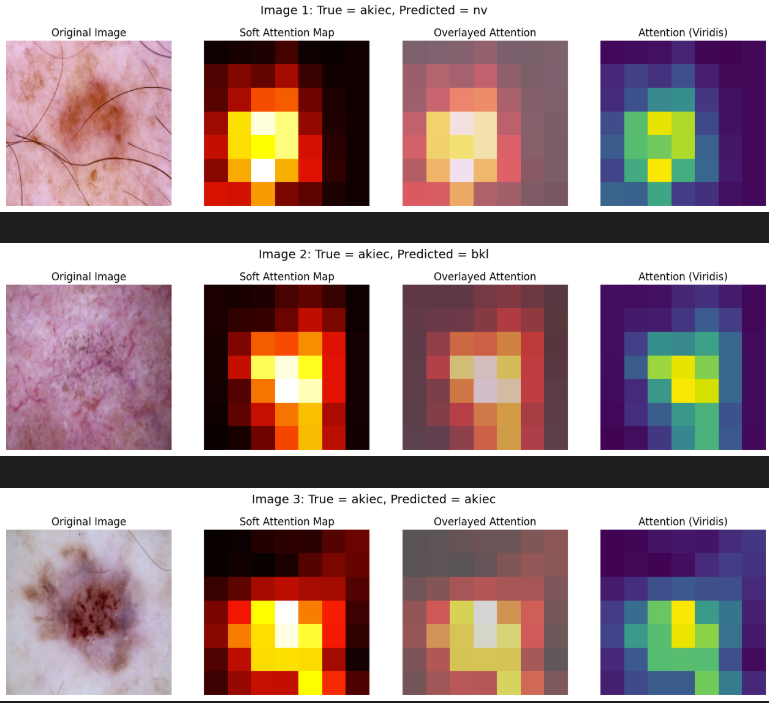 Image 1: True = akiec, Predicted = nv
Original Image Soft Attention Map Overlayed Attention Attention (Viridis)
Image 2: True = akiec, Predicted = bkl
Original Image Soft Attention Map Overlayed Attention Attention (Viridis)
Image 3: True = akiec, Predicted = akiec
Original Image Soft Attention Map Overlayed Attention Attention (Viridis)